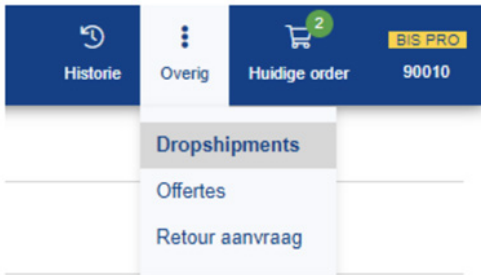 2
BIS PRO
Historie Overig Huidige order 90010
Dropshipments
Offertes
Retour aanvraag